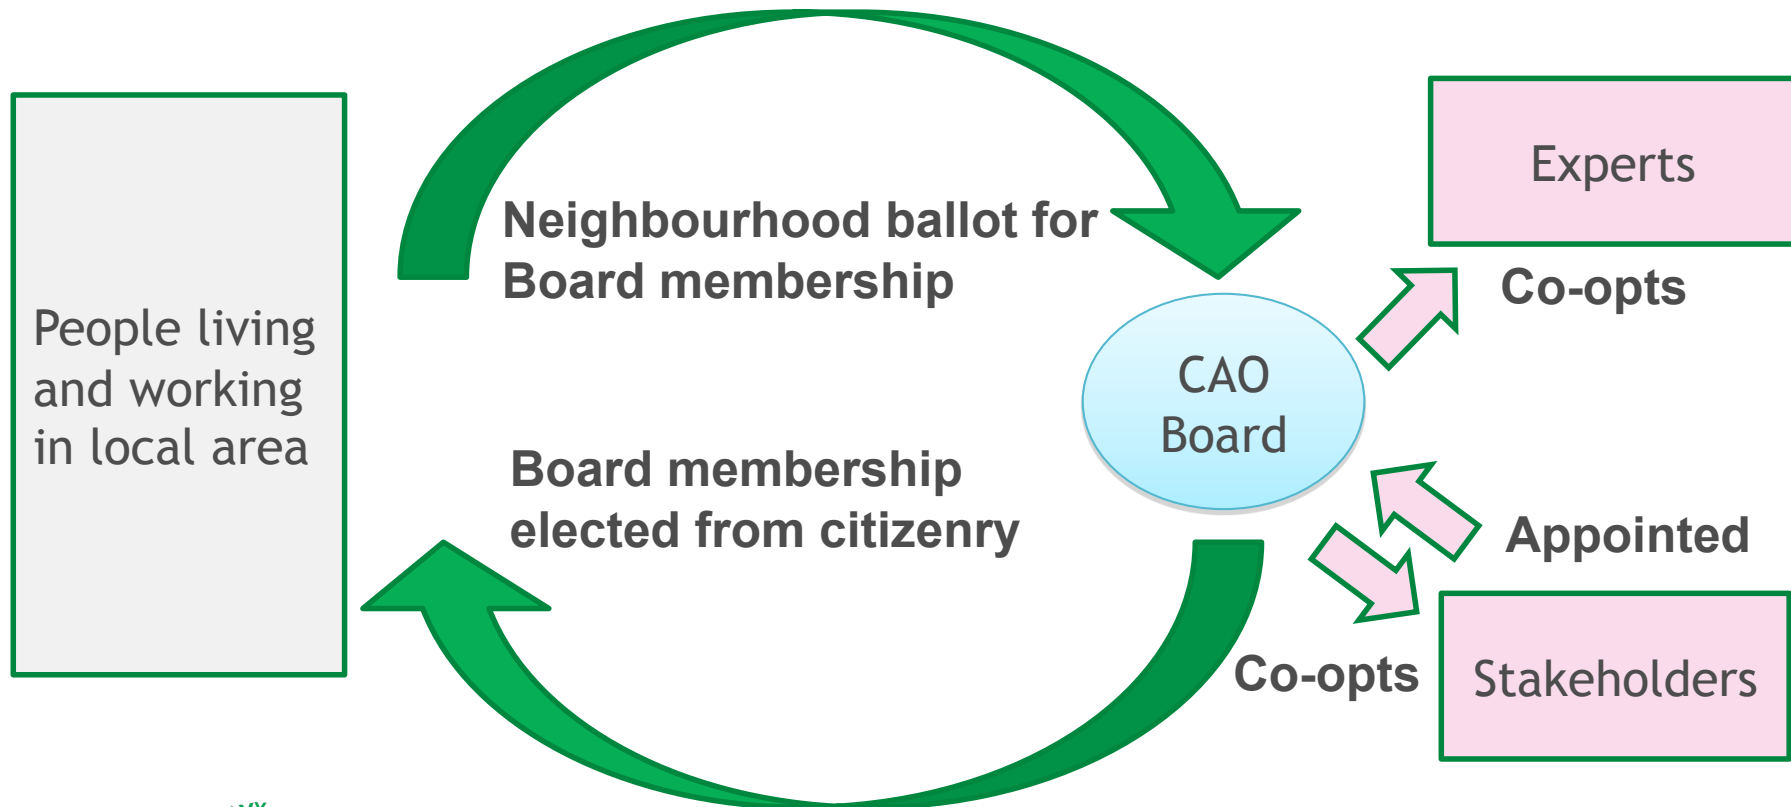 People living
and working
in local area
Neighbourhood ballot for
Board membership
Board membership
elected from citizenry
CAO
Board
Experts
Co-opts
Appointed
Co-opts
Stakeholders